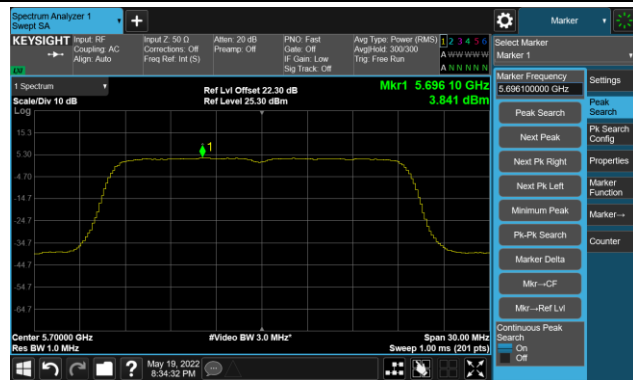 Spectrum Analyzer 1
Swept SA
Marker
KEYSIGHT
Input: RF
Coupling: AC
Align: Auto
Input Z: 50 Ω
Corrections: Off
Freq Ref: Int (S)
Atten: 20 dB
Preamp: Off
PNO: Fast
Gate: Off
IF Gain: Low
Sig Track: Off
Avg Type: Power (RMS)
Avg|Hold: 300/300
Trig: Free Run
1 2 3 4 5 6
A W W W W W
A N N N N N
Select Marker
Marker 1
1 Spectrum
Scale/Div 10 dB
Log
Ref Lvl Offset 22.30 dB
Ref Level 25.30 dBm
Mkr1 5.696 10 GHz
3.841 dBm
Marker Frequency
5.696100000 GHz
Settings
Peak Search
Peak
Search
Next Peak
Pk Search
Config
Next Pk Right
Properties
Next Pk Left
Marker
Function
Minimum Peak
Marker→
Pk-Pk Search
Counter
Marker Delta
Mkr→CF
Mkr→Ref Lvl
Continuous Peak
Search
On
Off
15.3
5.30
-4.70
-14.7
-24.7
-34.7
-44.7
-54.7
-64.7
1
Center 5.70000 GHz
Res BW 1.0 MHz
#Video BW 3.0 MHz*
Span 30.00 MHz
Sweep 1.00 ms (201 pts)
?
May 19, 2022
8:34:32 PM